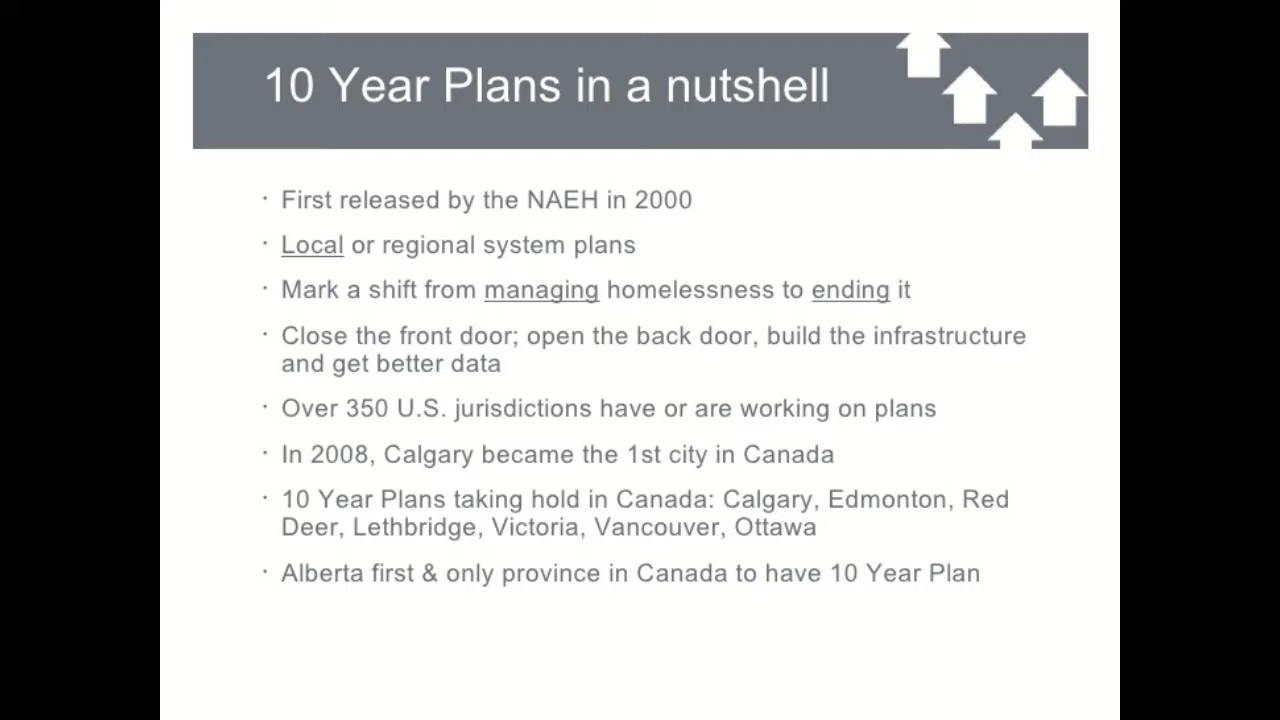 10 Year Plans in a nutshell
· First released by the NAEH in 2000
· Local or regional system plans
· Mark a shift from managing homelessness to ending it
· Close the front door; open the back door, build the infrastructure
and get better data
· Over 350 U.S. jurisdictions have or are working on plans
· In 2008, Calgary became the 1st city in Canada
· 10 Year Plans taking hold in Canada: Calgary, Edmonton, Red
Deer, Lethbridge, Victoria, Vancouver, Ottawa
· Alberta first & only province in Canada to have 10 Year Plan